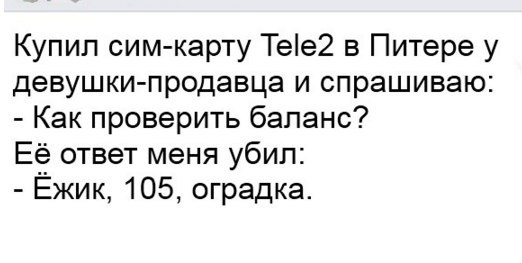 Купил сим-карту Tele2 в Питере у
девушки-продавца и спрашиваю:
- Как проверить баланс?
Её ответ меня убил:
- Ёжик, 105, оградка.